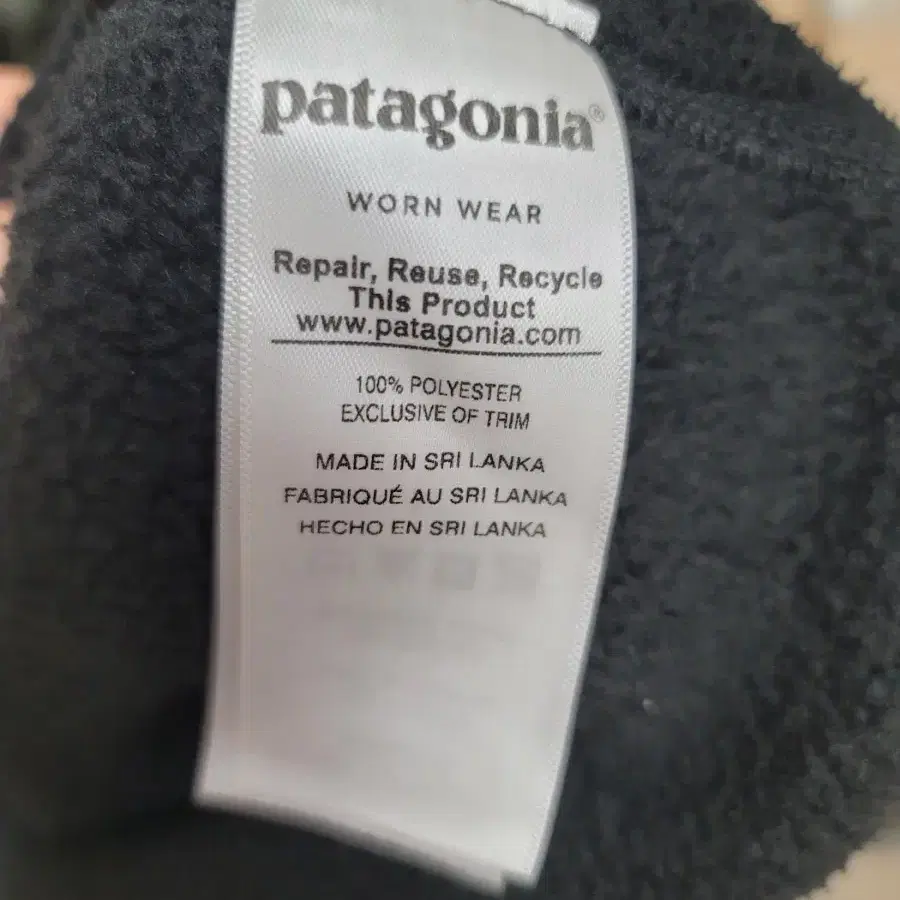 patagonia®
WORN WEAR
Repair, Reuse, Recycle
This Product
www.patagonia.com
100% POLYESTER
EXCLUSIVE OF TRIM
MADE IN SRI LANKA
FABRIQUÉ AU SRI LANKA
HECHO EN SRI LANKA